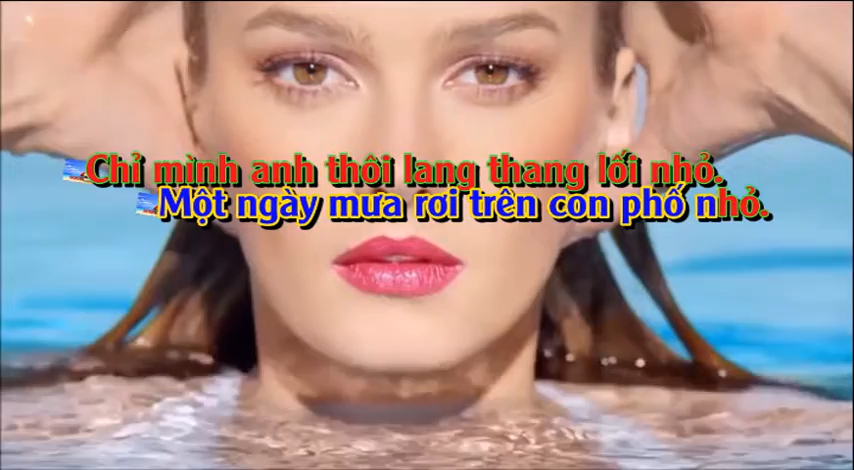 Chỉ mình anh thôi lang thang lối nhỏ.
Một ngày mưa rơi trên con phố nhỏ.